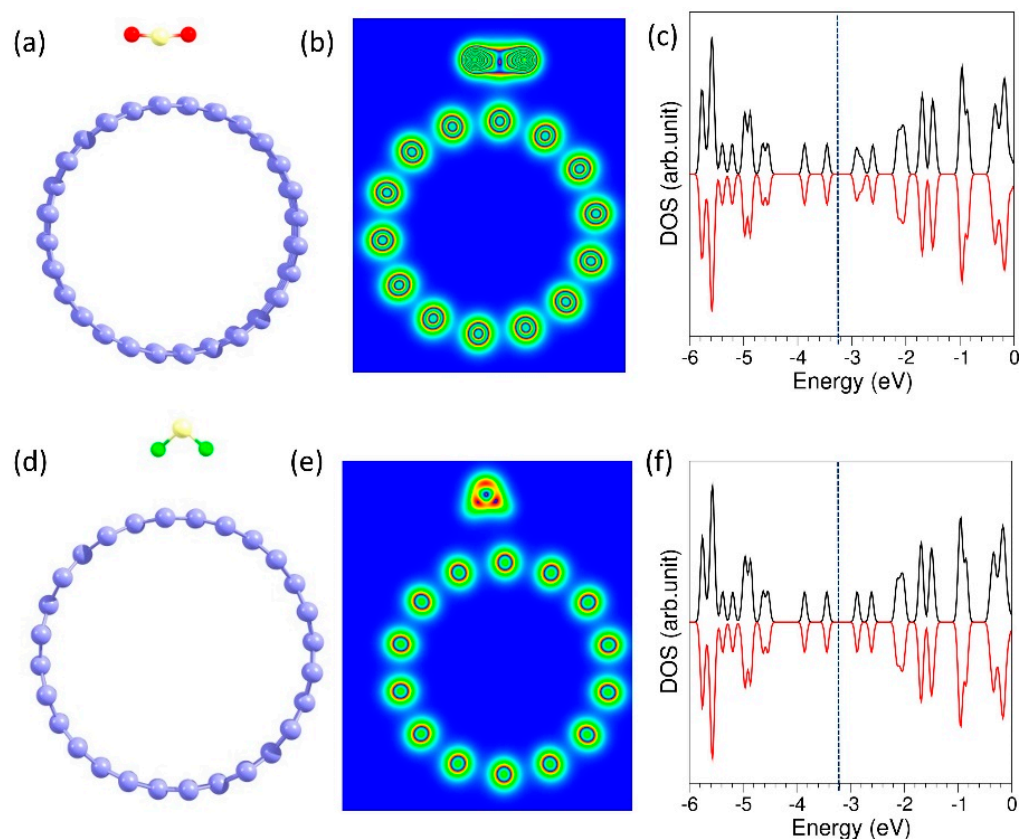 (a)
(b)
(c)
DOS (arb.unit)
-6 -5 -4 -3 -2 -1 0
Energy (eV)
(d)
(e)
(f)
DOS (arb.unit)
-6 -5 -4 -3 -2 -1 0
Energy (eV)